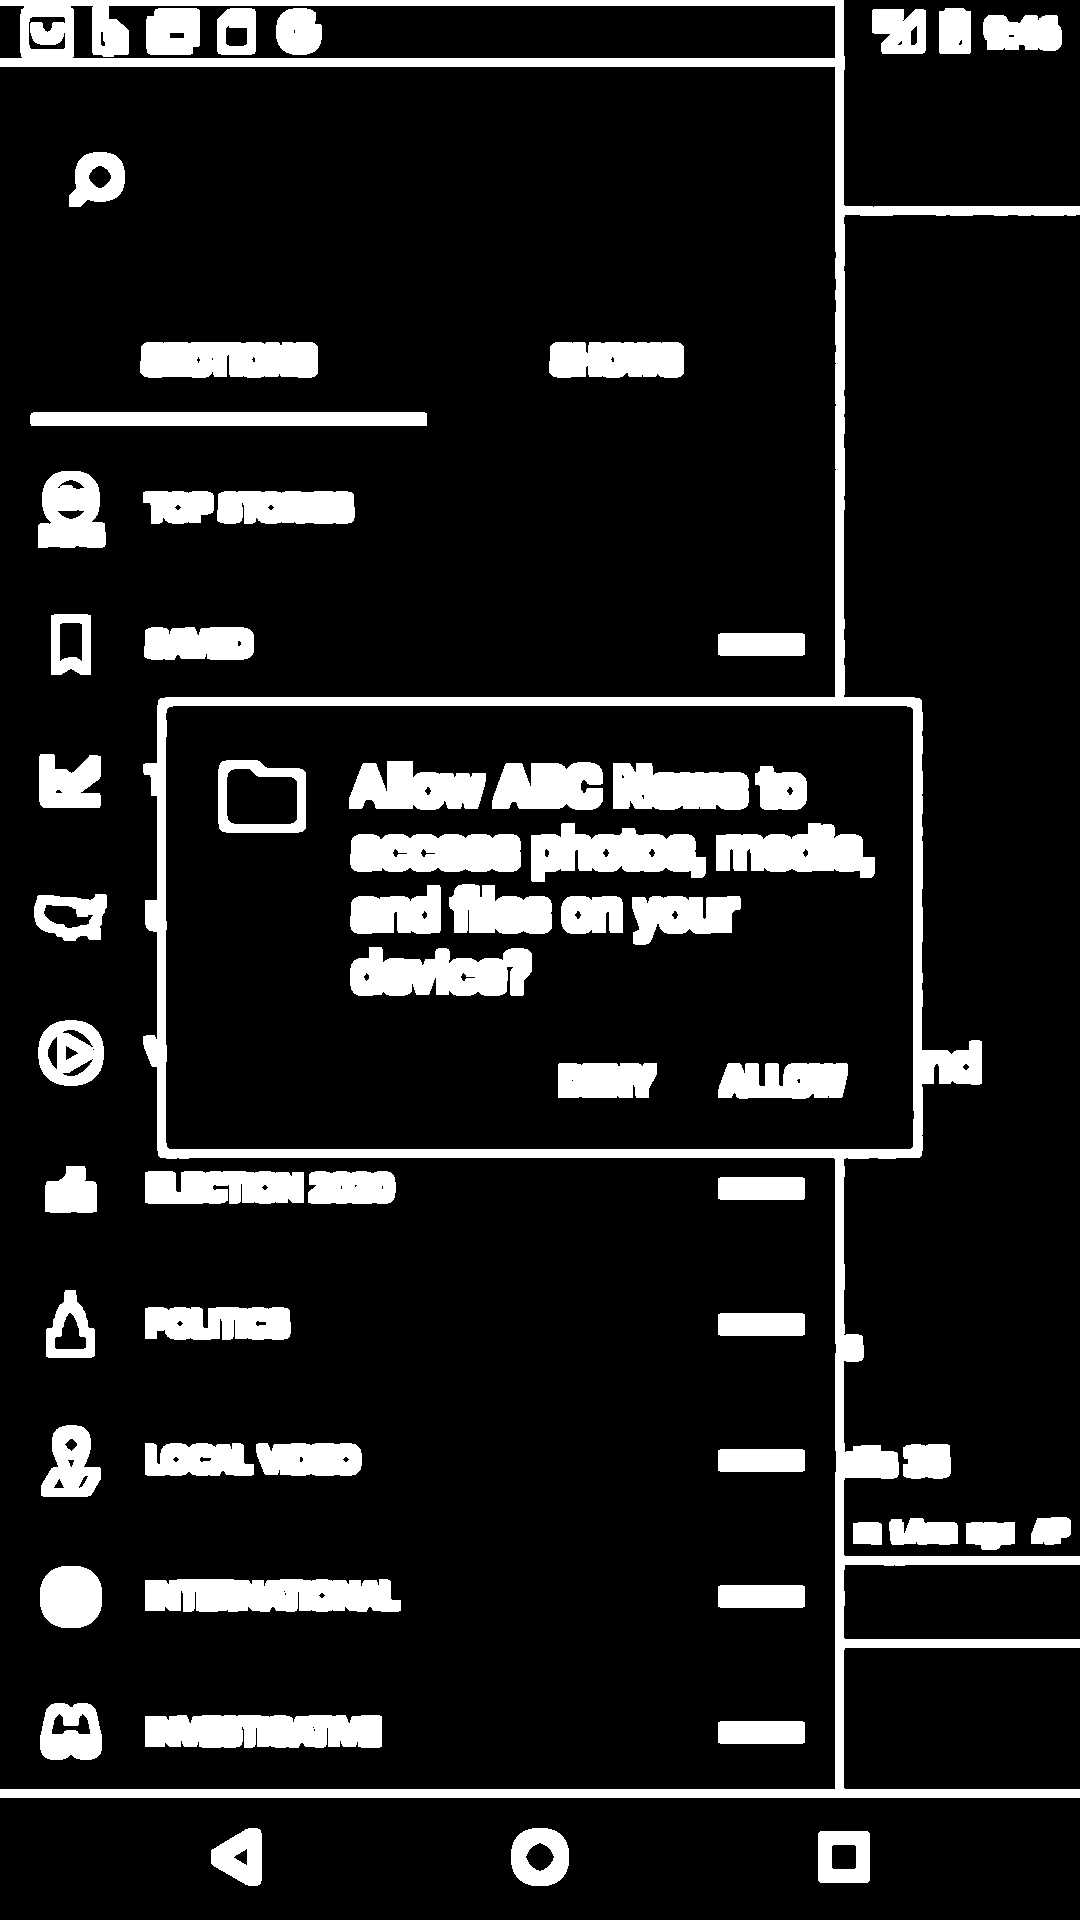 9:46
SECTIONS SHOWS
TOP STORIES
SAVED
Allow ABC News to
access photos, media,
and files on your
device?
nd
DENY ALLOW
ELECTION 2020
POLITICS
LOCAL VIDEO
INTERNATIONAL
INVESTIGATIVE